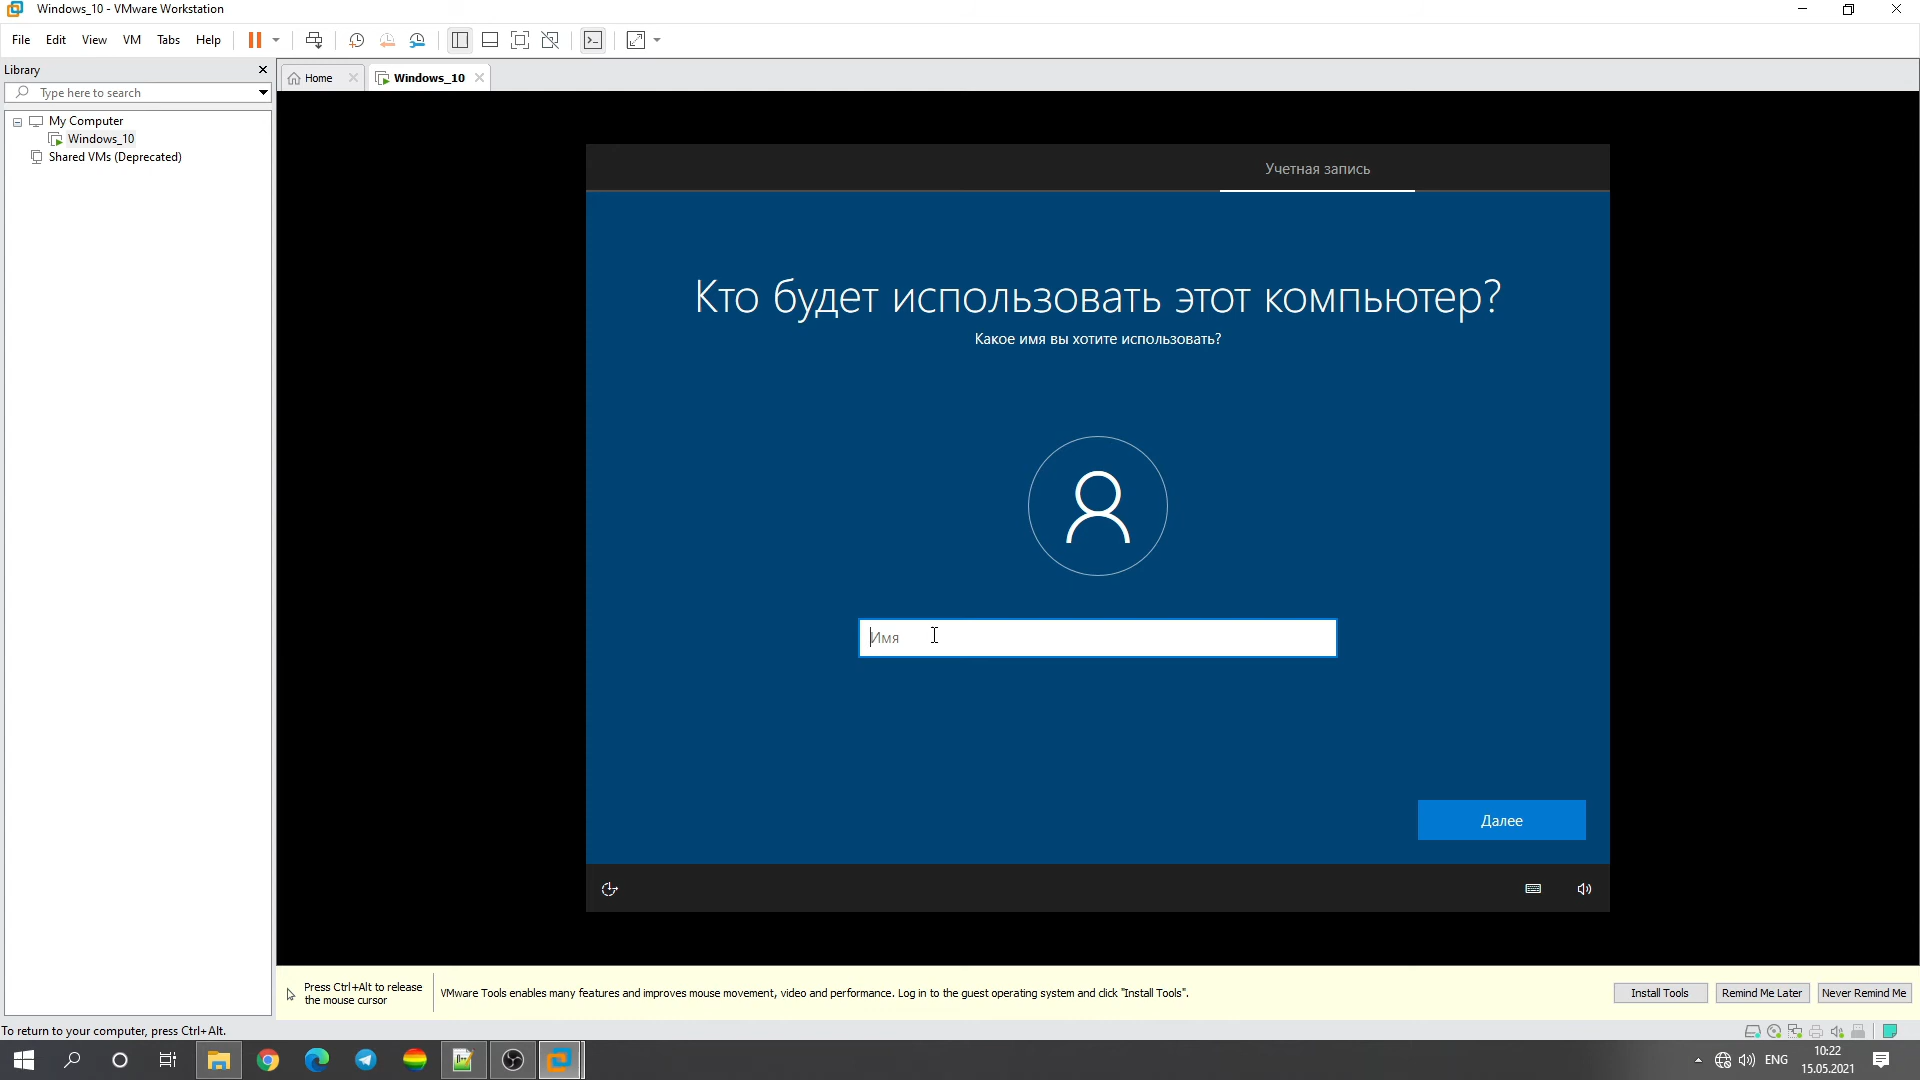 Windows_10 - VMware Workstation
File Edit View VM Tabs Help
Library
Type here to search
My Computer
Windows_10
Shared VMs (Deprecated)
Home
Windows_10
Учетная запись
Кто будет использовать этот компьютер?
Какое имя вы хотите использовать?
Имя
Далее
Press Ctrl+Alt to release
the mouse cursor
VMware Tools enables many features and improves mouse movement, video and performance. Log in to the guest operating system and click "Install Tools".
Install Tools
Remind Me Later
Never Remind Me
To return to your computer, press Ctrl+Alt.
ENG
10:22
15.05.2021